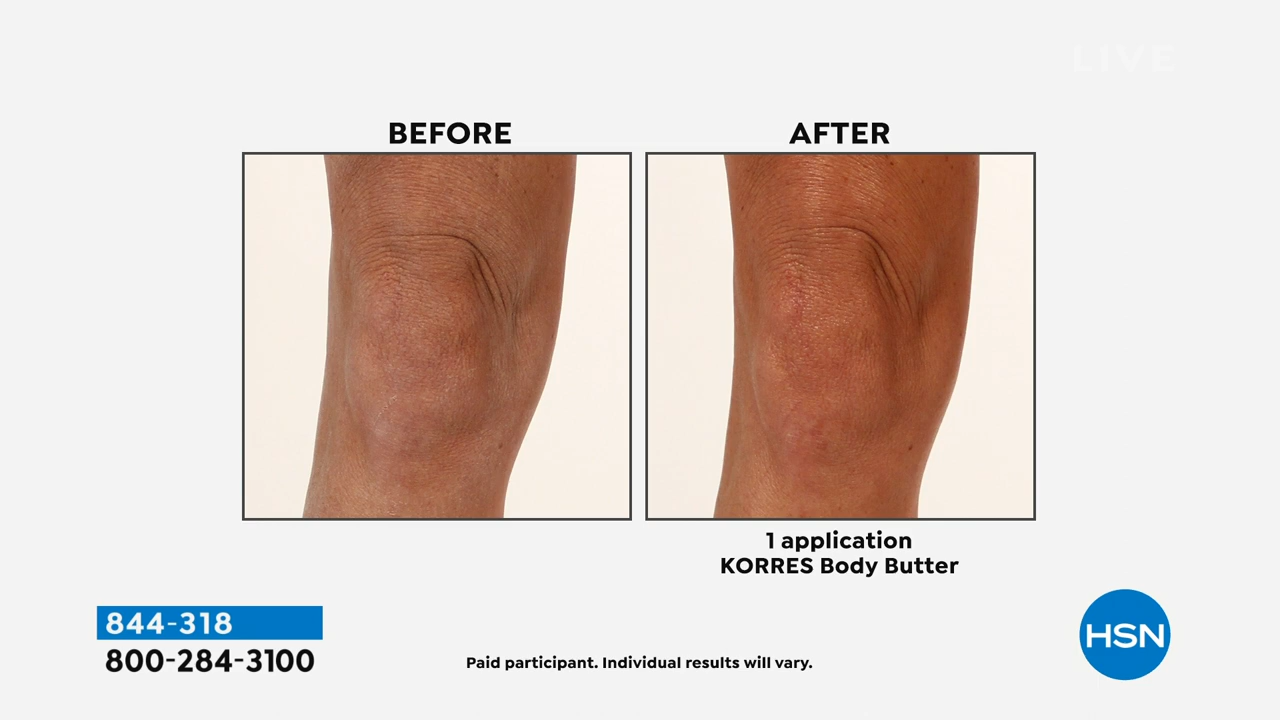 LIVE
BEFORE
AFTER
1 application
KORRES Body Butter
844-318
800-284-3100
Paid participant. Individual results will vary.
HSN